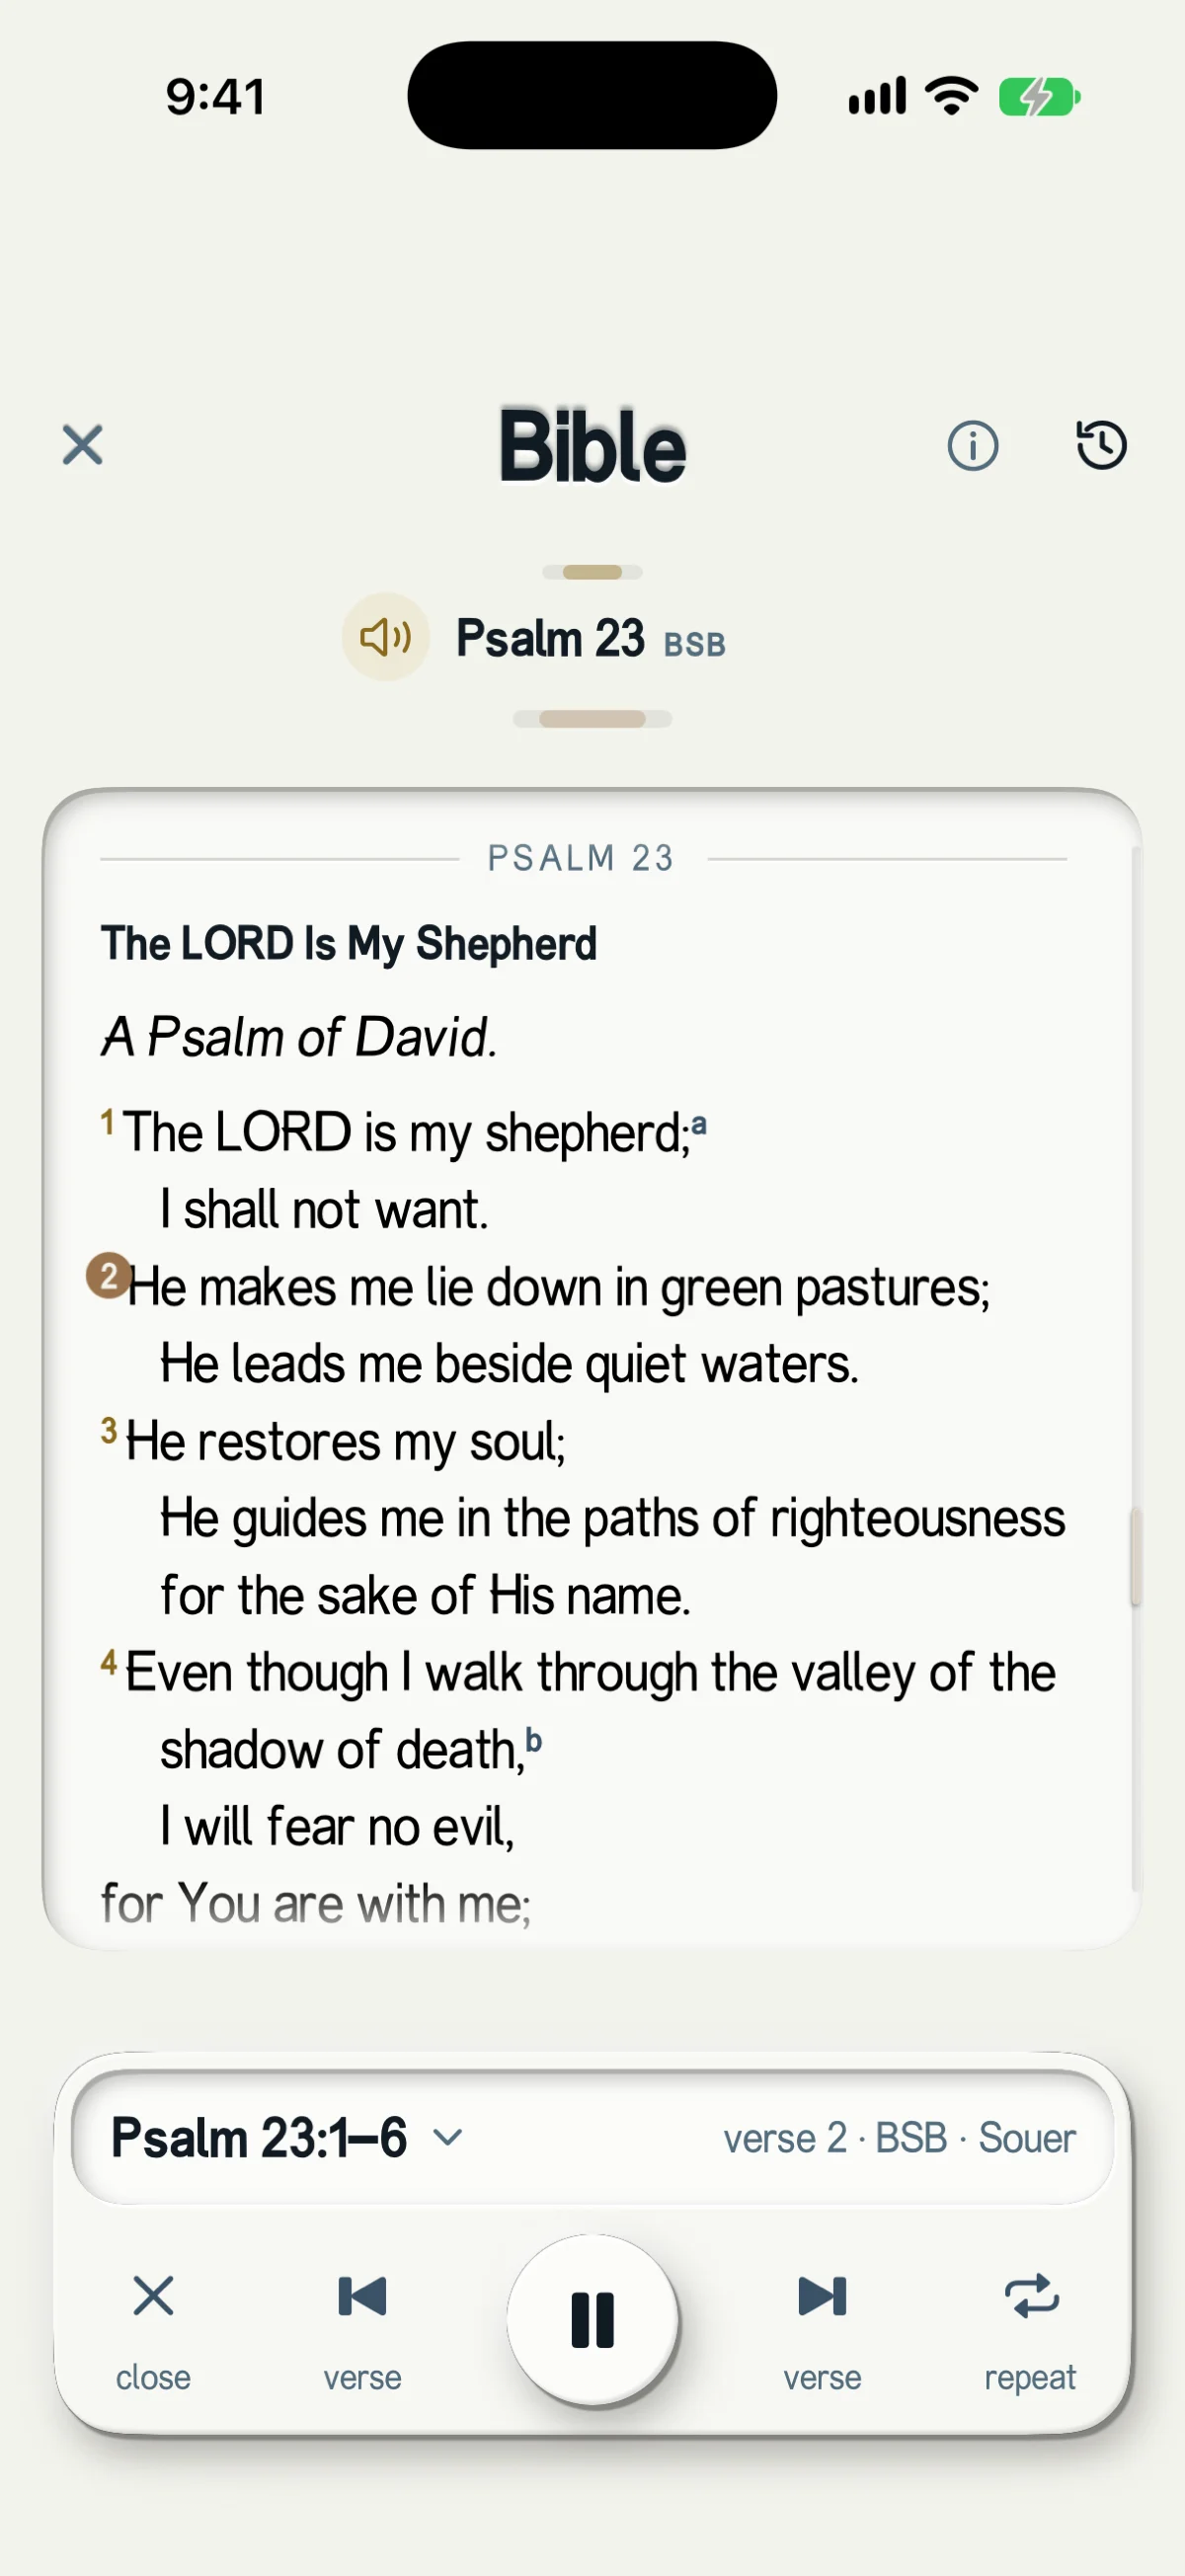 9:41
Bible
Psalm 23 BSB
PSALM 23
The LORD Is My Shepherd
A Psalm of David.
1 The LORD is my shepherd;a
I shall not want.
2 He makes me lie down in green pastures;
He leads me beside quiet waters.
3 He restores my soul;
He guides me in the paths of righteousness
for the sake of His name.
4 Even though I walk through the valley of the
shadow of death,b
I will fear no evil,
for You are with me;
Psalm 23:1–6 verse 2 · BSB · Souer
close verse verse repeat